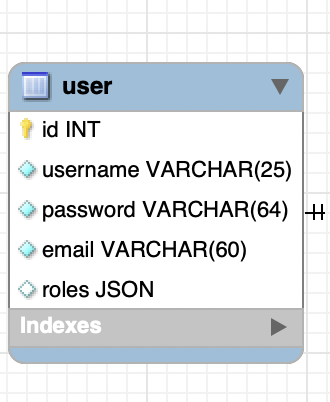 user
id INT
username VARCHAR(25)
password VARCHAR(64)
email VARCHAR(60)
roles JSON
Indexes